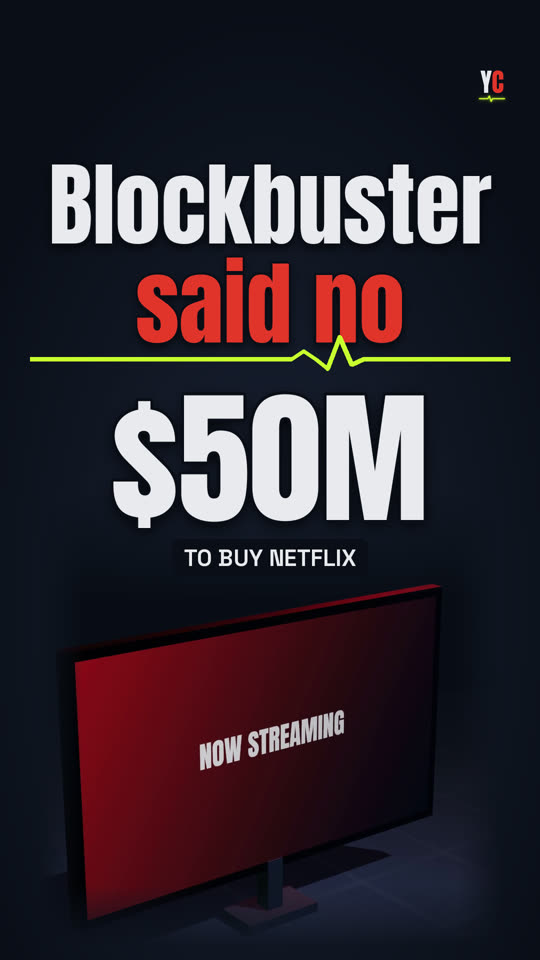 YC
Blockbuster
said no
$50M
TO BUY NETFLIX
NOW STREAMING